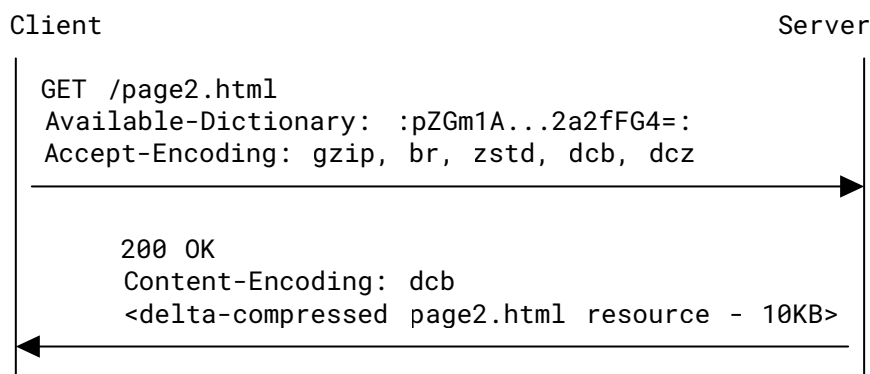 Client Server
GET /page2.html
Available-Dictionary: :pZGm1A...2a2fFG4=:
Accept-Encoding: gzip, br, zstd, dcb, dcz
200 OK
Content-Encoding: dcb
<delta-compressed page2.html resource - 10KB>